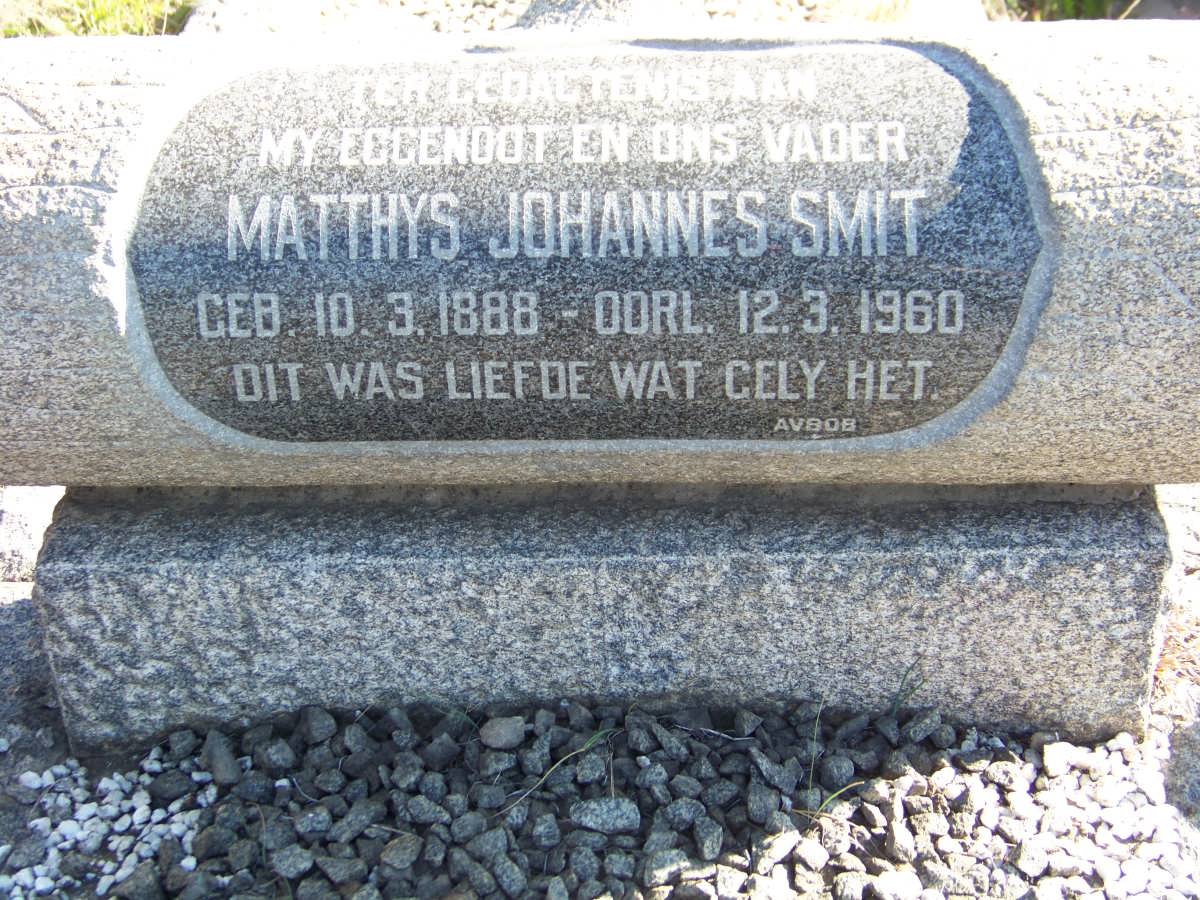 TER GEDAGTENIS AAN
MY EGGENOOT EN ONS VADER
MATTHYS JOHANNES SMIT
GEB. 10. 3. 1888 - OORL. 12. 3. 1960
DIT WAS LIEFDE WAT GELY HET.
AVBOB